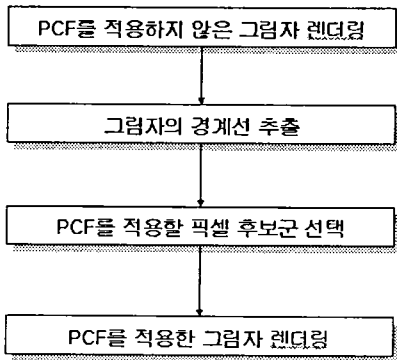 PCF를 적용하지 않은 그림자 렌더링
그림자의 경계선 추출
PCF를 적용할 픽셀 후보군 선택
PCF를 적용한 그림자 렌더링